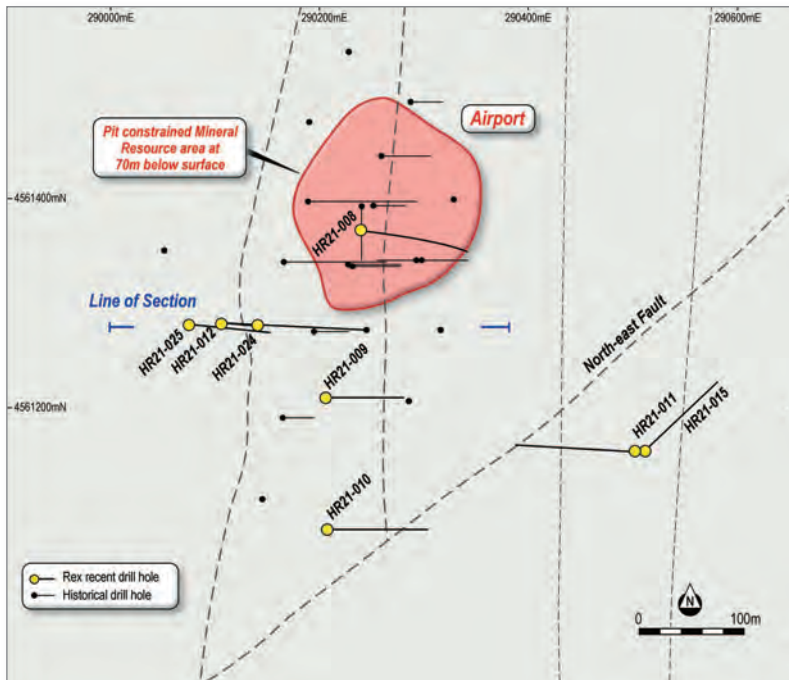 290000mE
290200mE
290400mE
290600mE
Airport
Pit constrained Mineral
Resource area at
70m below surface
4561400mN
HR21-008
Line of Section
HR21-025
HR21-012
HR21-024
HR21-009
North-east Fault
4561200mN
HR21-011
HR21-015
HR21-010
Rex recent drill hole
Historical drill hole
N
0
100m